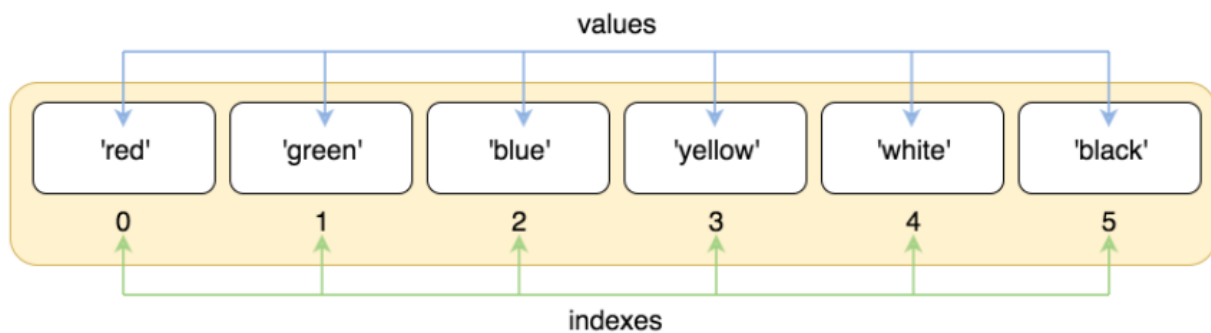 values
'red' 'green' 'blue' 'yellow' 'white' 'black'
0 1 2 3 4 5
indexes